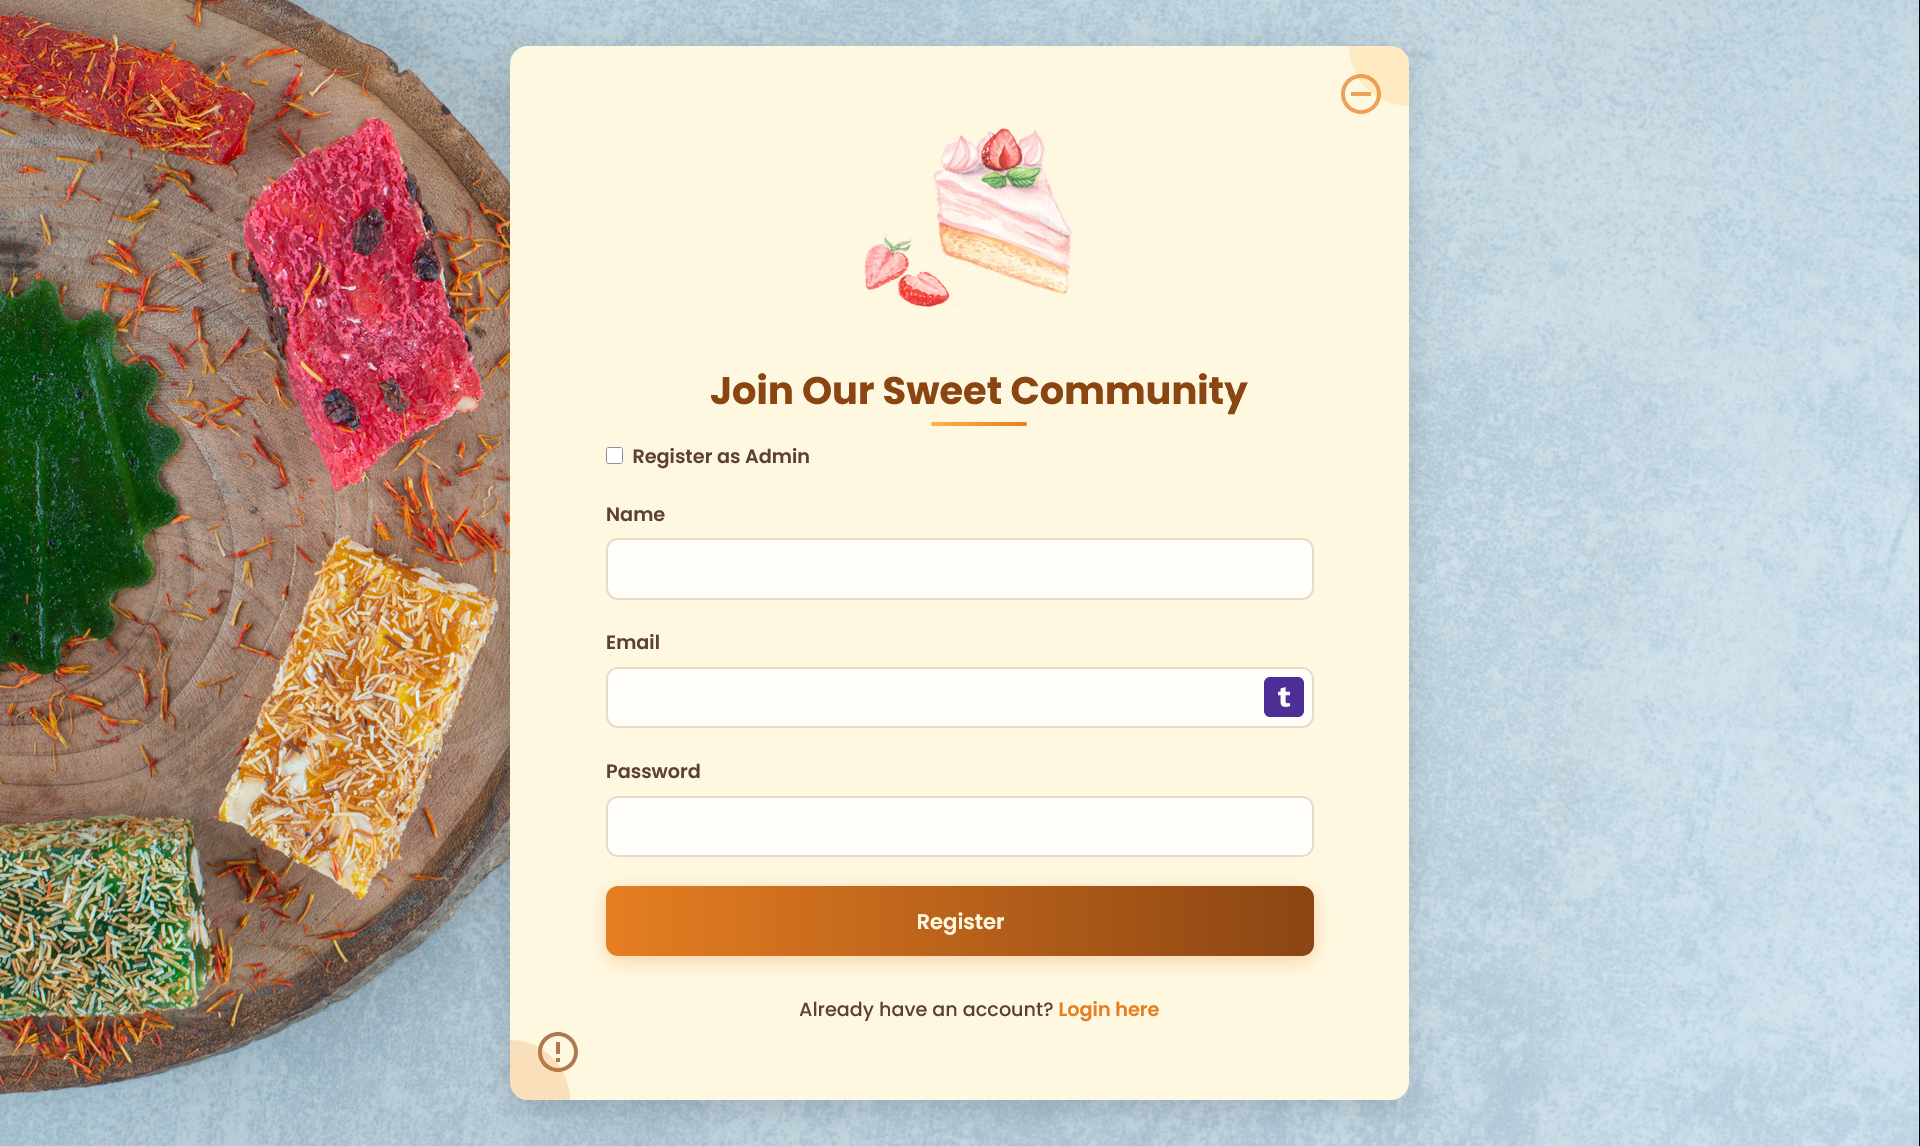 Join Our Sweet Community
Register as Admin
Name
Email
t
Password
Register
Already have an account? Login here